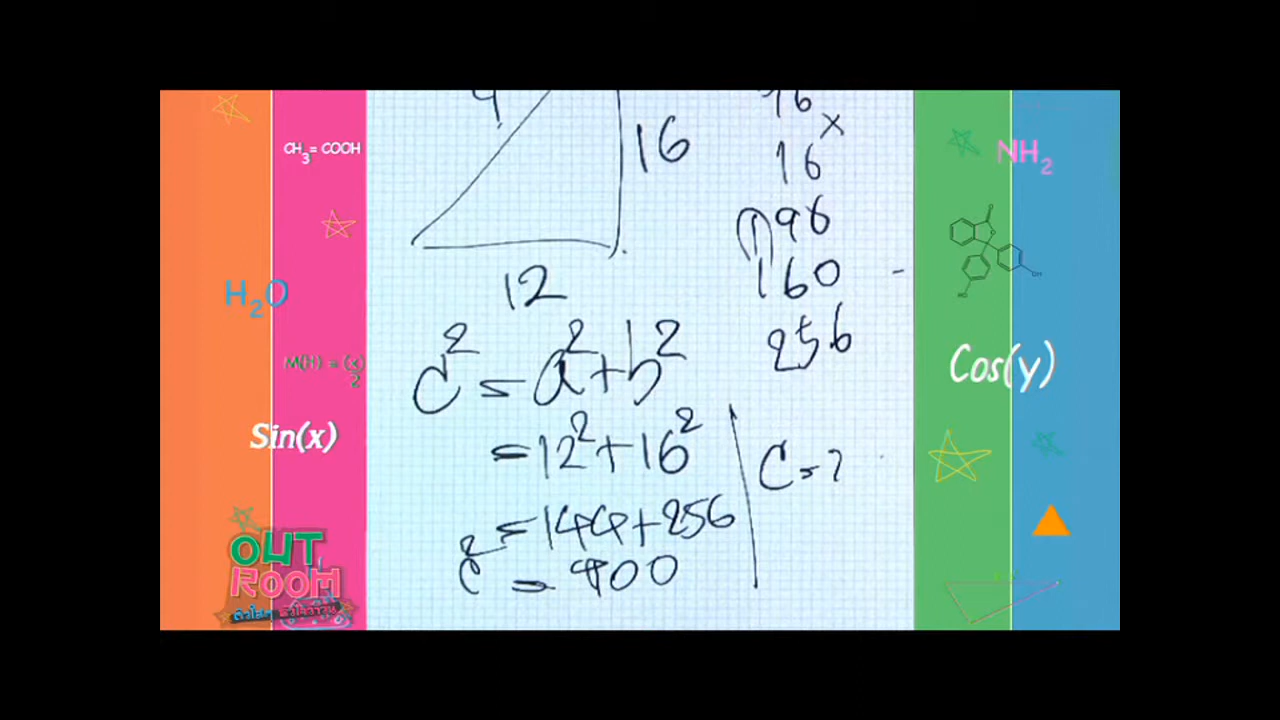 16
×
16
16
96
160
256
12
c² = a² + b²
= 12² + 16²
= 144 + 256
c² = 400
C = ?
CH₃=COOH
H₂O
M(H) = (x)
2
Sin(x)
OUT
ROOM
NH₂
Cos(y)